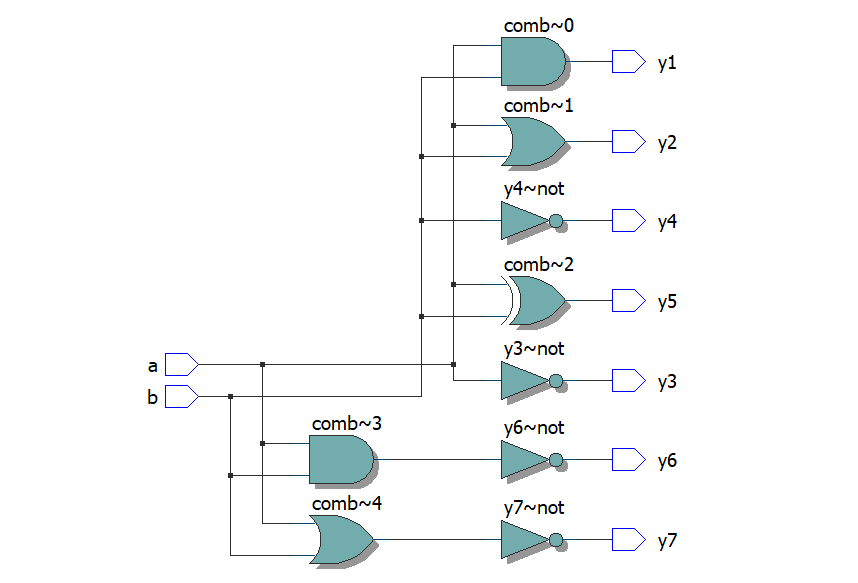 comb~0
y1
comb~1
y2
y4~not
y4
comb~2
y5
y3~not
a
y3
b
comb~3
y6~not
y6
comb~4
y7~not
y7